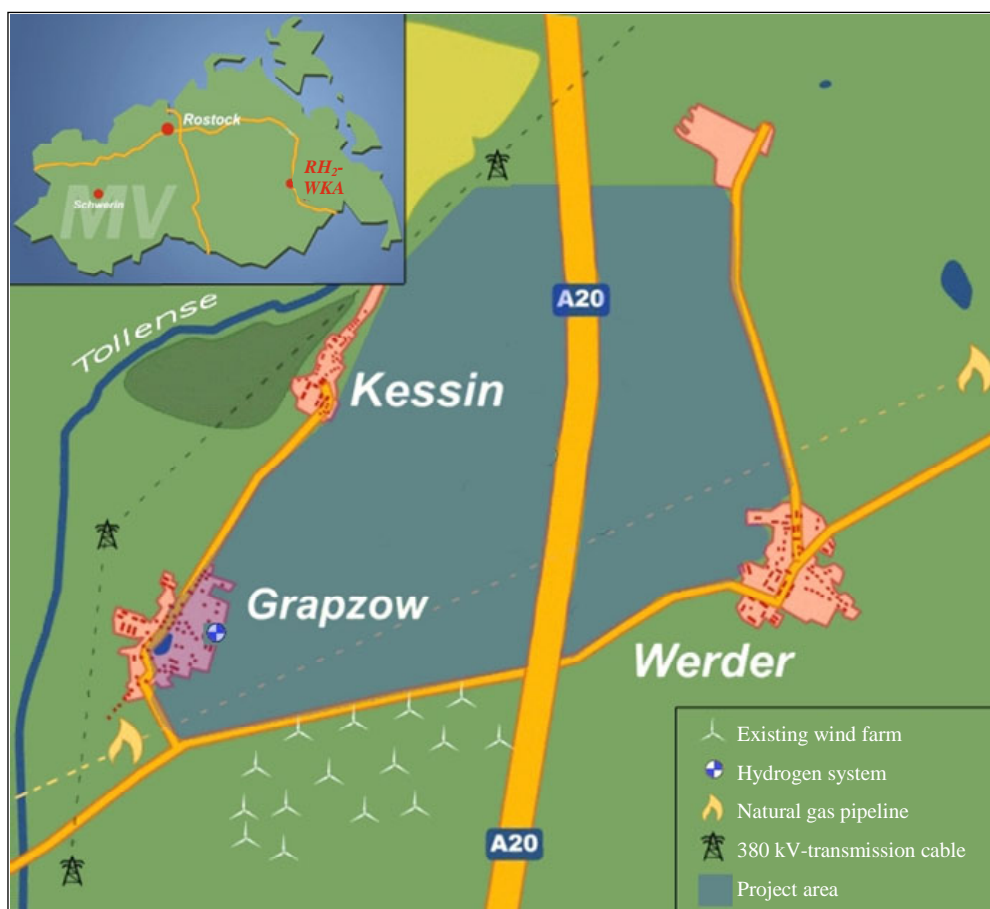 Rostock
RH₂-
WKA
Schwerin
MV
A20
Tollense
Kessin
Grapzow
Werder
Existing wind farm
Hydrogen system
Natural gas pipeline
A20
380 kV-transmission cable
Project area